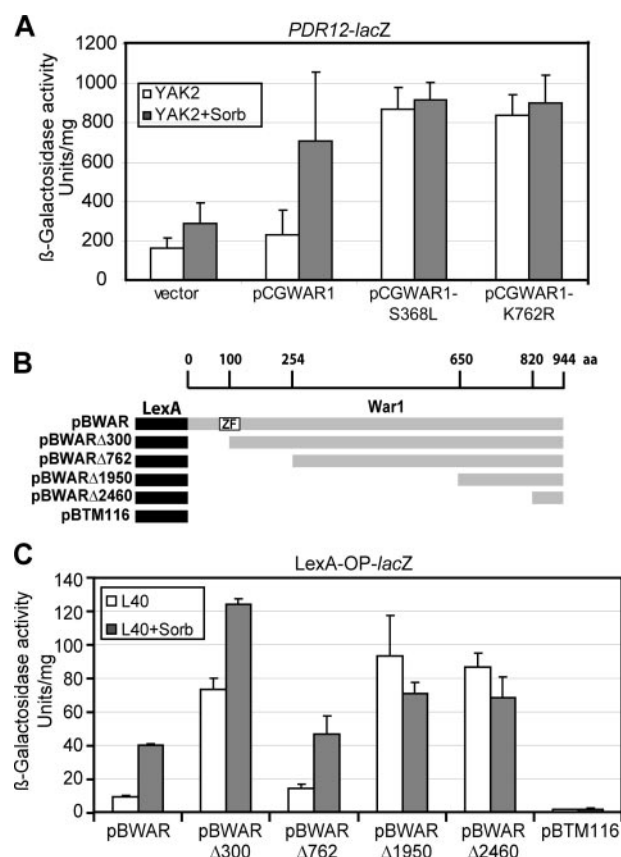 A
PDR12-lacZ
ß-Galactosidase activity
Units/mg
1200
1000
800
600
400
200
0
YAK2
YAK2+Sorb
vector
pCGWAR1
pCGWAR1-
S368L
pCGWAR1-
K762R
B
0 100 254 650 820 944 aa
LexA War1
pBWAR ZF
pBWARΔ300
pBWARΔ762
pBWARΔ1950
pBWARΔ2460
pBTM116
C
LexA-OP-lacZ
ß-Galactosidase activity
Units/mg
140
120
100
80
60
40
20
0
L40
L40+Sorb
pBWAR
pBWAR
Δ300
pBWAR
Δ762
pBWAR
Δ1950
pBWAR
Δ2460
pBTM116